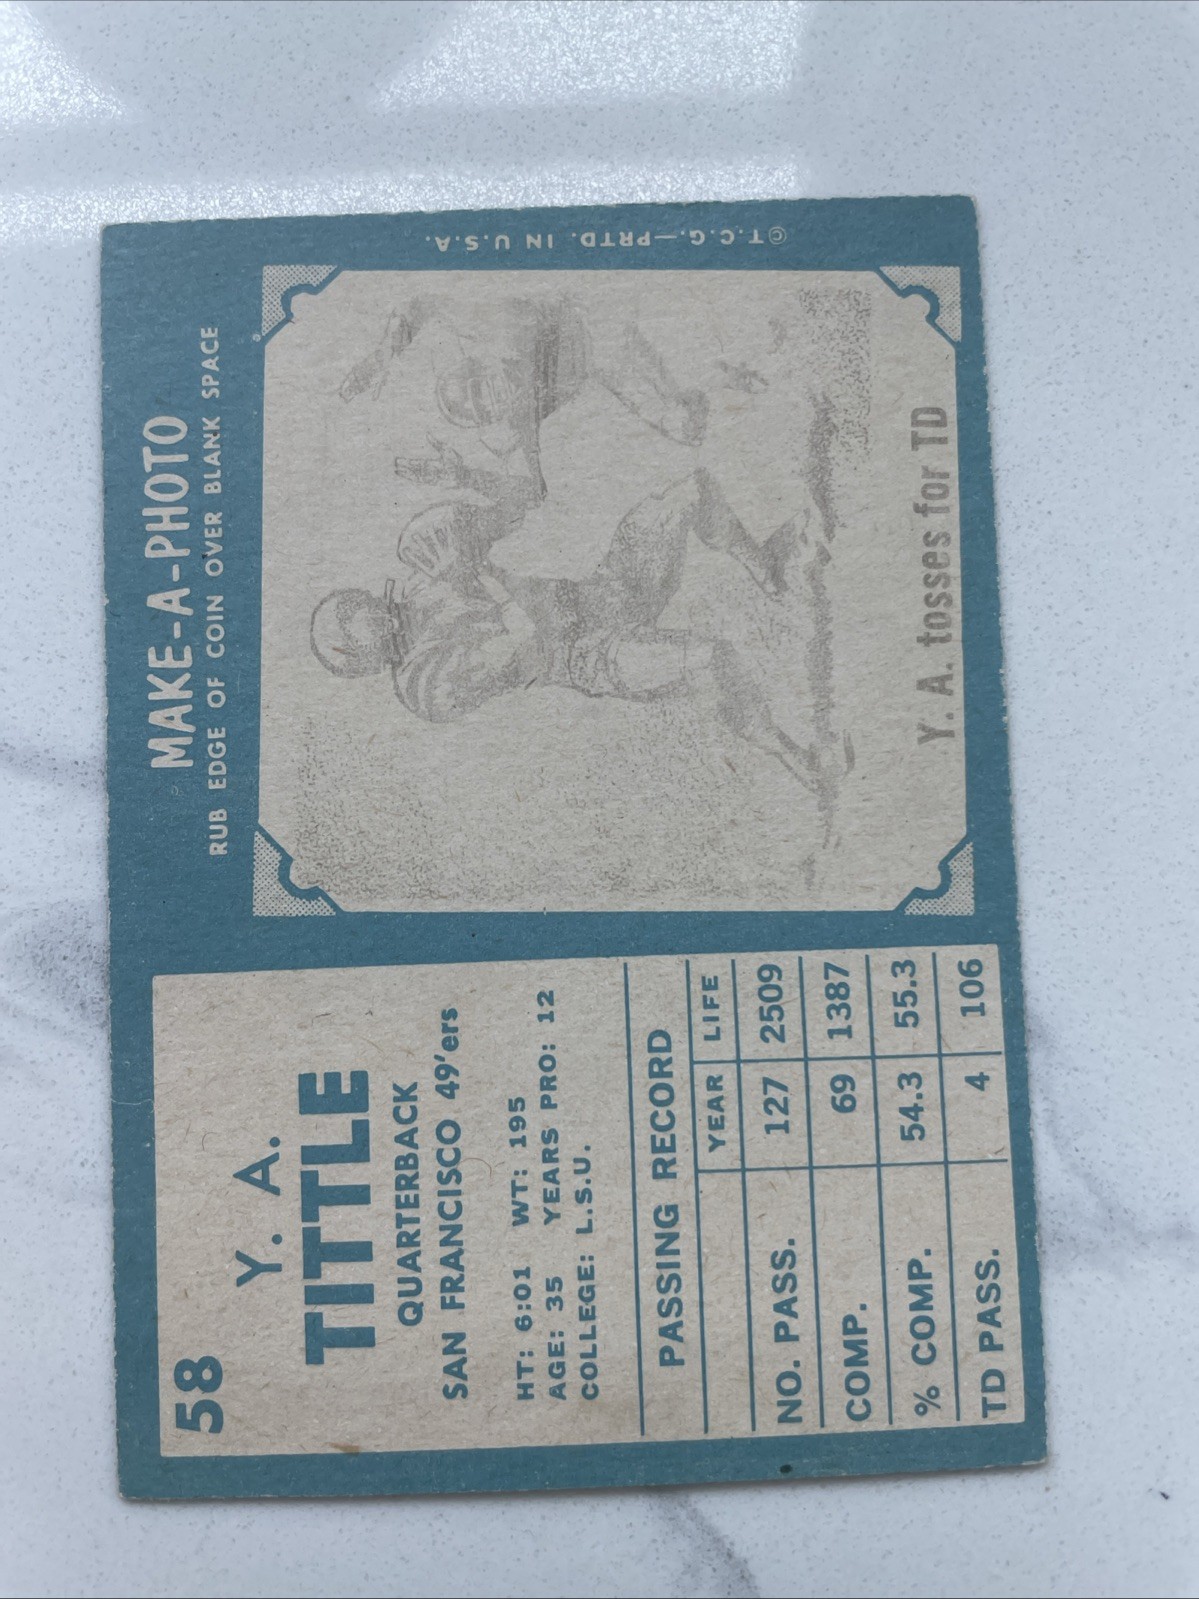 58
Y. A.
TITTLE
QUARTERBACK
SAN FRANCISCO 49'ers
HT: 6:01 WT: 195
AGE: 35 YEARS PRO: 12
COLLEGE: L.S.U.
PASSING RECORD
YEAR LIFE
NO. PASS. 127 2509
COMP. 69 1387
% COMP. 54.3 55.3
TD PASS. 4 106
MAKE-A-PHOTO
RUB EDGE OF COIN OVER BLANK SPACE
Y. A. tosses for TD
©T.C.G.—PRTD. IN U.S.A.